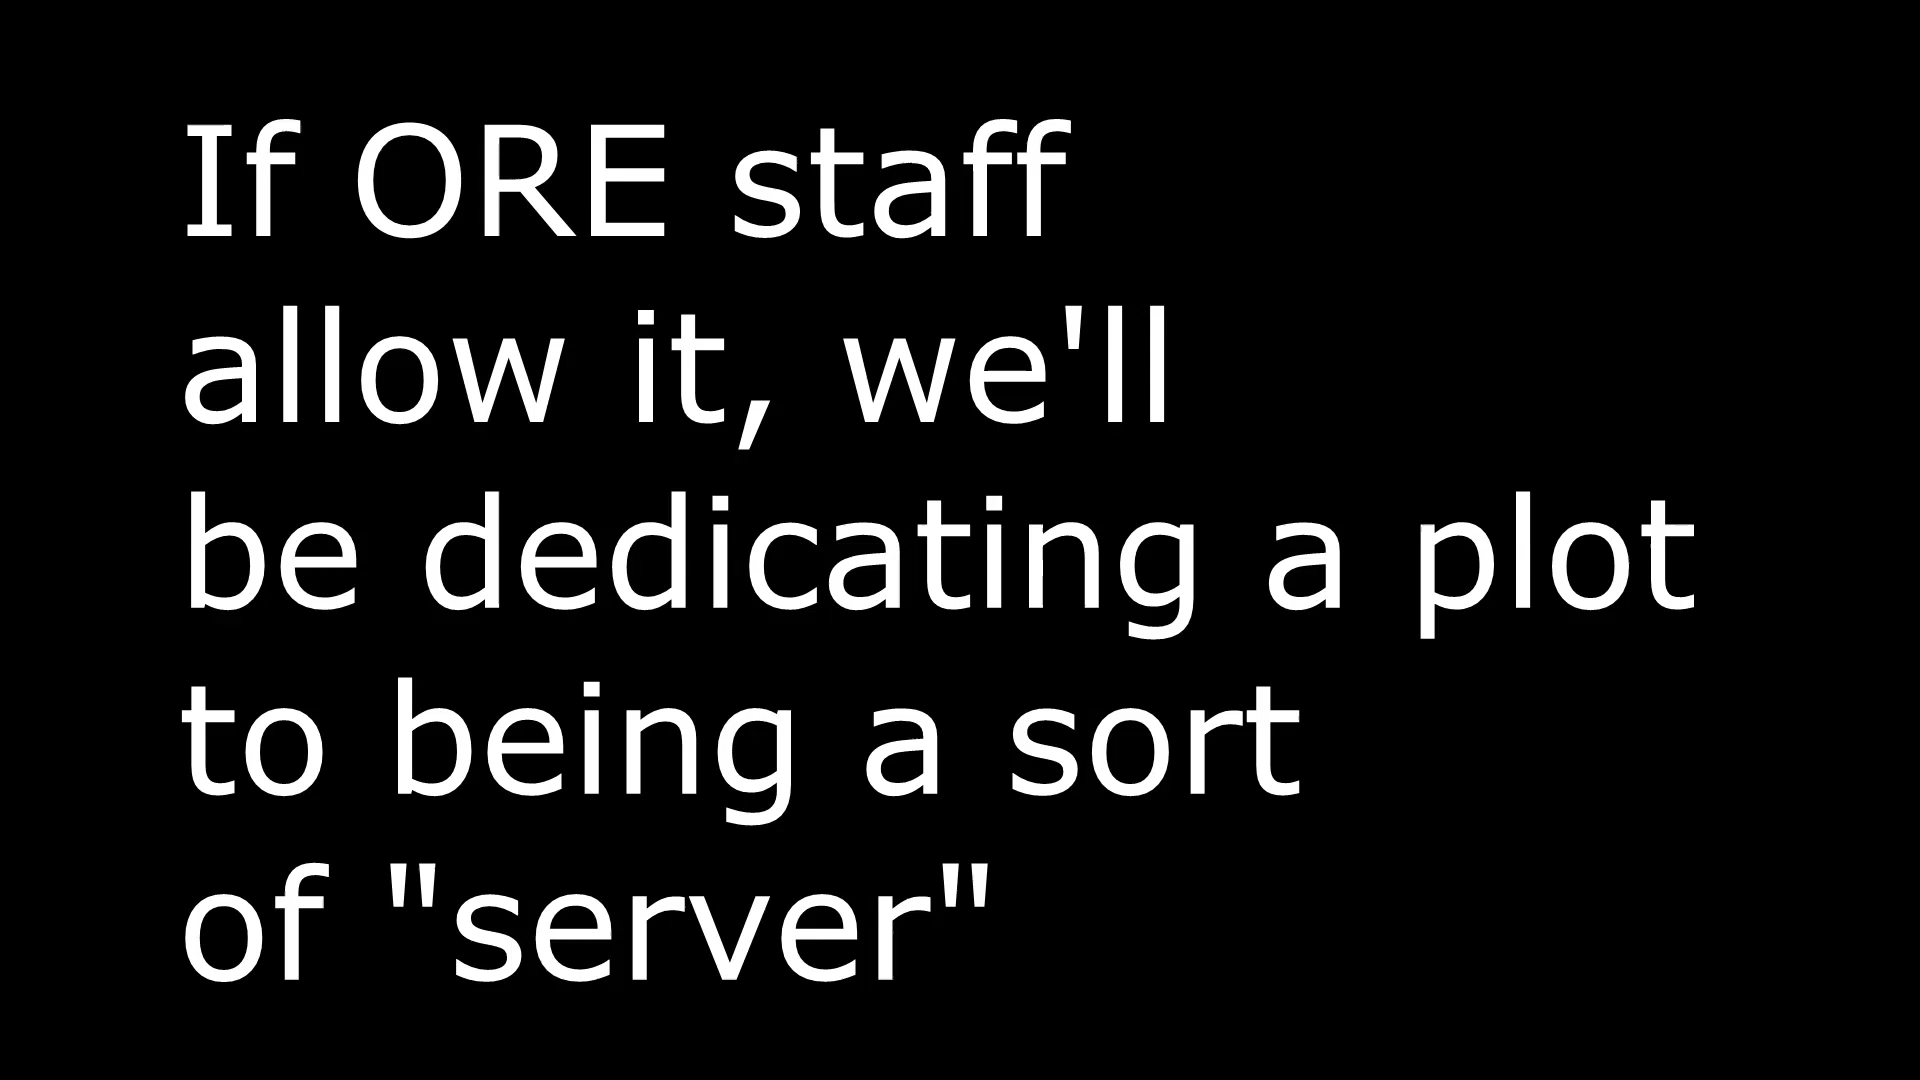 If ORE staff
allow it, we'll
be dedicating a plot
to being a sort
of "server"